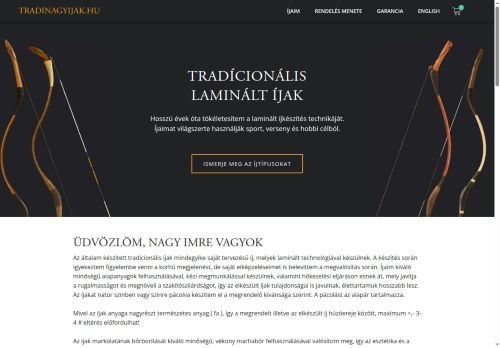 TRADINAGYIJAK.HU
ÍJAIM
RENDELÉS MENETE
GARANCIA
ENGLISH
TRADÍCIONÁLIS
LAMINÁLT ÍJAK
Hosszú évek óta tökéletesítem a laminált íjkészítés technikáját.
Íjaimat világszerte használják sport, verseny és hobbi célból.
ISMERJE MEG AZ ÍJTÍPUSOKAT
ÜDVÖZLÖM, NAGY IMRE VAGYOK
Az általam készített tradicionális íjak mindegyike saját tervezésű íj, melyek laminált technológiával készülnek. A készítés során
igyekeztem figyelembe venni a korhű megjelenést, de saját elképzeléseimet is belevittem a megvalósítás során. Íjaim kiváló
minőségű alapanyagok felhasználásával, kézi megmunkálással készülnek, valamint hőkezelési eljáráson esnek át, mely javítja
a rugalmasságot és megnöveli a szakítószilárdságot, így az elkészült íjak tulajdonságai is javulnak, élettartamuk hosszabb lesz.
Az íjakat natúr színben vagy színre pácolva készítem el a megrendelő kívánsága szerint. A pácolást az alapár tartalmazza.
Mivel az íjak anyaga nagyrészt természetes anyag ( fa ), így a megrendelt illetve az elkészült íj húzóereje között, maximum +,- 3-
4 # eltérés előfordulhat!
Az íjak markolatának bőrborítását kiváló minőségű, vékony marhabőr felhasználásával valósítom meg, így az esztétika és a